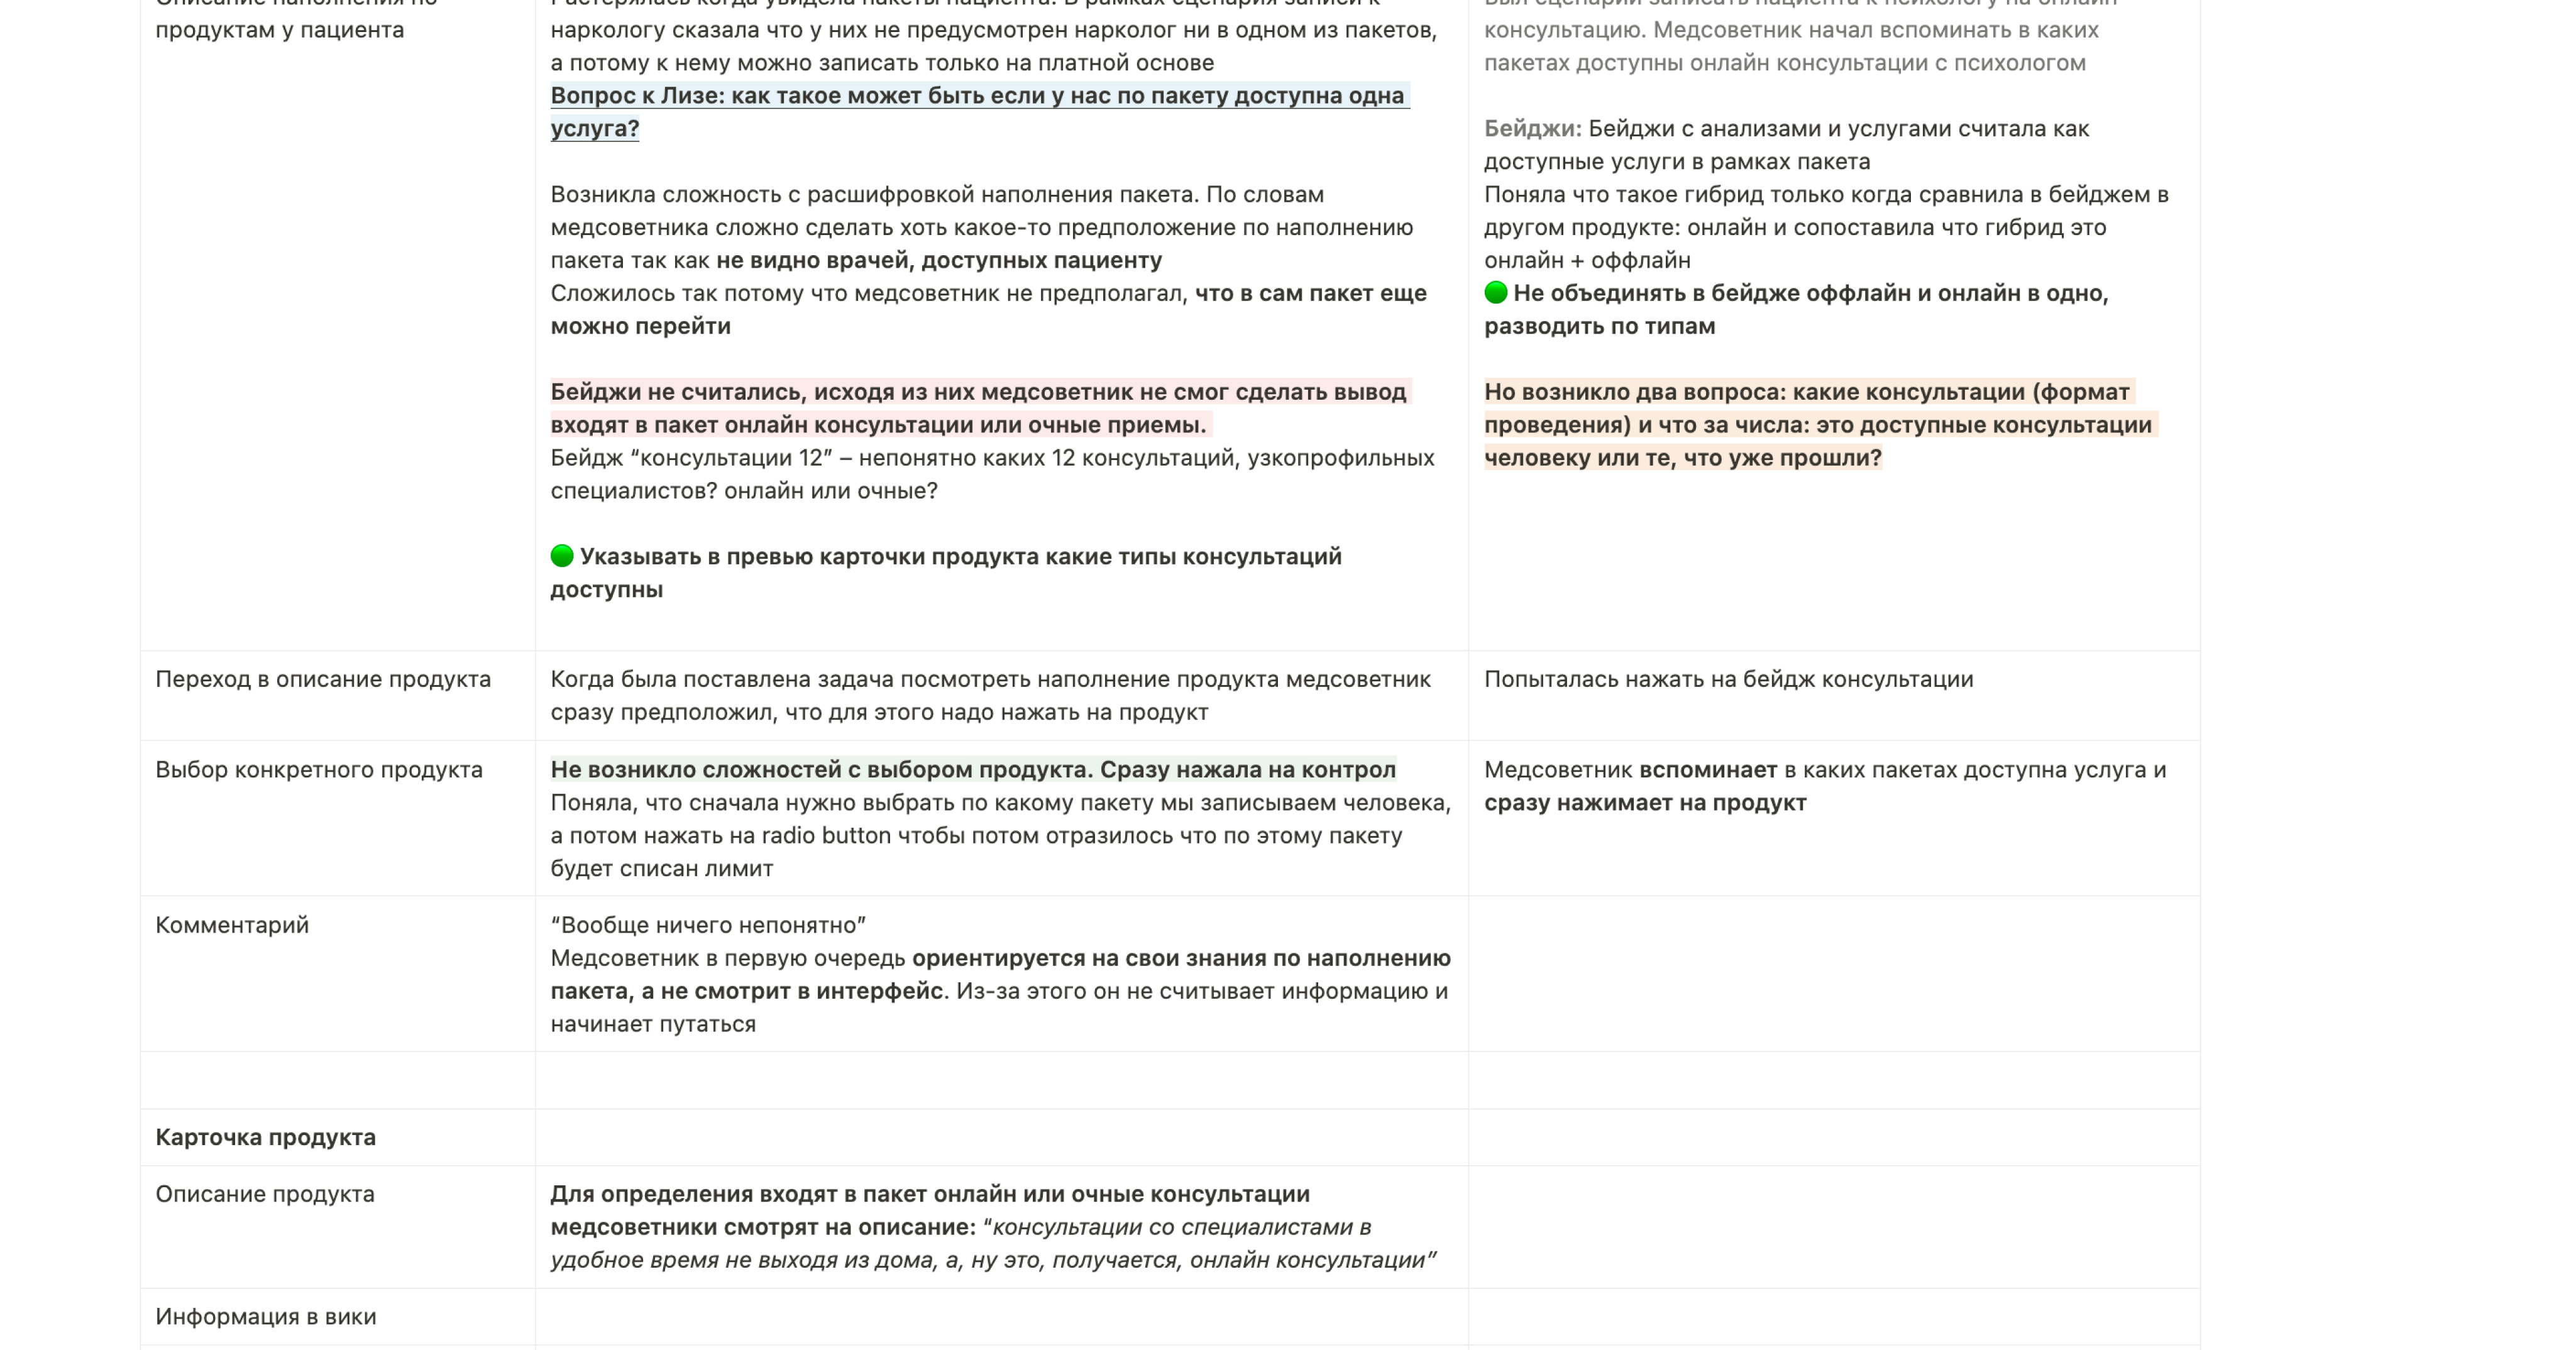 продуктам у пациента
наркологу сказала что у них не предусмотрен нарколог ни в одном из пакетов,
а потому к нему можно записать только на платной основе
Вопрос к Лизе: как такое может быть если у нас по пакету доступна одна
услуга?
Возникла сложность с расшифровкой наполнения пакета. По словам
медсоветника сложно сделать хоть какое-то предположение по наполнению
пакета так как не видно врачей, доступных пациенту
Сложилось так потому что медсоветник не предполагал, что в сам пакет еще
можно перейти
Бейджи не считались, исходя из них медсоветник не смог сделать вывод
входят в пакет онлайн консультации или очные приемы.
Бейдж “консультации 12” – непонятно каких 12 консультаций, узкопрофильных
специалистов? онлайн или очные?
🟢 Указывать в превью карточки продукта какие типы консультаций
доступны
консультацию. Медсоветник начал вспоминать в каких
пакетах доступны онлайн консультации с психологом
Бейджи: Бейджи с анализами и услугами считала как
доступные услуги в рамках пакета
Поняла что такое гибрид только когда сравнила в бейджем в
другом продукте: онлайн и сопоставила что гибрид это
онлайн + оффлайн
🟢 Не объединять в бейдже оффлайн и онлайн в одно,
разводить по типам
Но возникло два вопроса: какие консультации (формат
проведения) и что за числа: это доступные консультации
человеку или те, что уже прошли?
Переход в описание продукта
Когда была поставлена задача посмотреть наполнение продукта медсоветник
сразу предположил, что для этого надо нажать на продукт
Попыталась нажать на бейдж консультации
Выбор конкретного продукта
Не возникло сложностей с выбором продукта. Сразу нажала на контрол
Поняла, что сначала нужно выбрать по какому пакету мы записываем человека,
а потом нажать на radio button чтобы потом отразилось что по этому пакету
будет списан лимит
Медсоветник вспоминает в каких пакетах доступна услуга и
сразу нажимает на продукт
Комментарий
“Вообще ничего непонятно”
Медсоветник в первую очередь ориентируется на свои знания по наполнению
пакета, а не смотрит в интерфейс. Из-за этого он не считывает информацию и
начинает путаться
Карточка продукта
Описание продукта
Для определения входят в пакет онлайн или очные консультации
медсоветники смотрят на описание: “консультации со специалистами в
удобное время не выходя из дома, а, ну это, получается, онлайн консультации”
Информация в вики